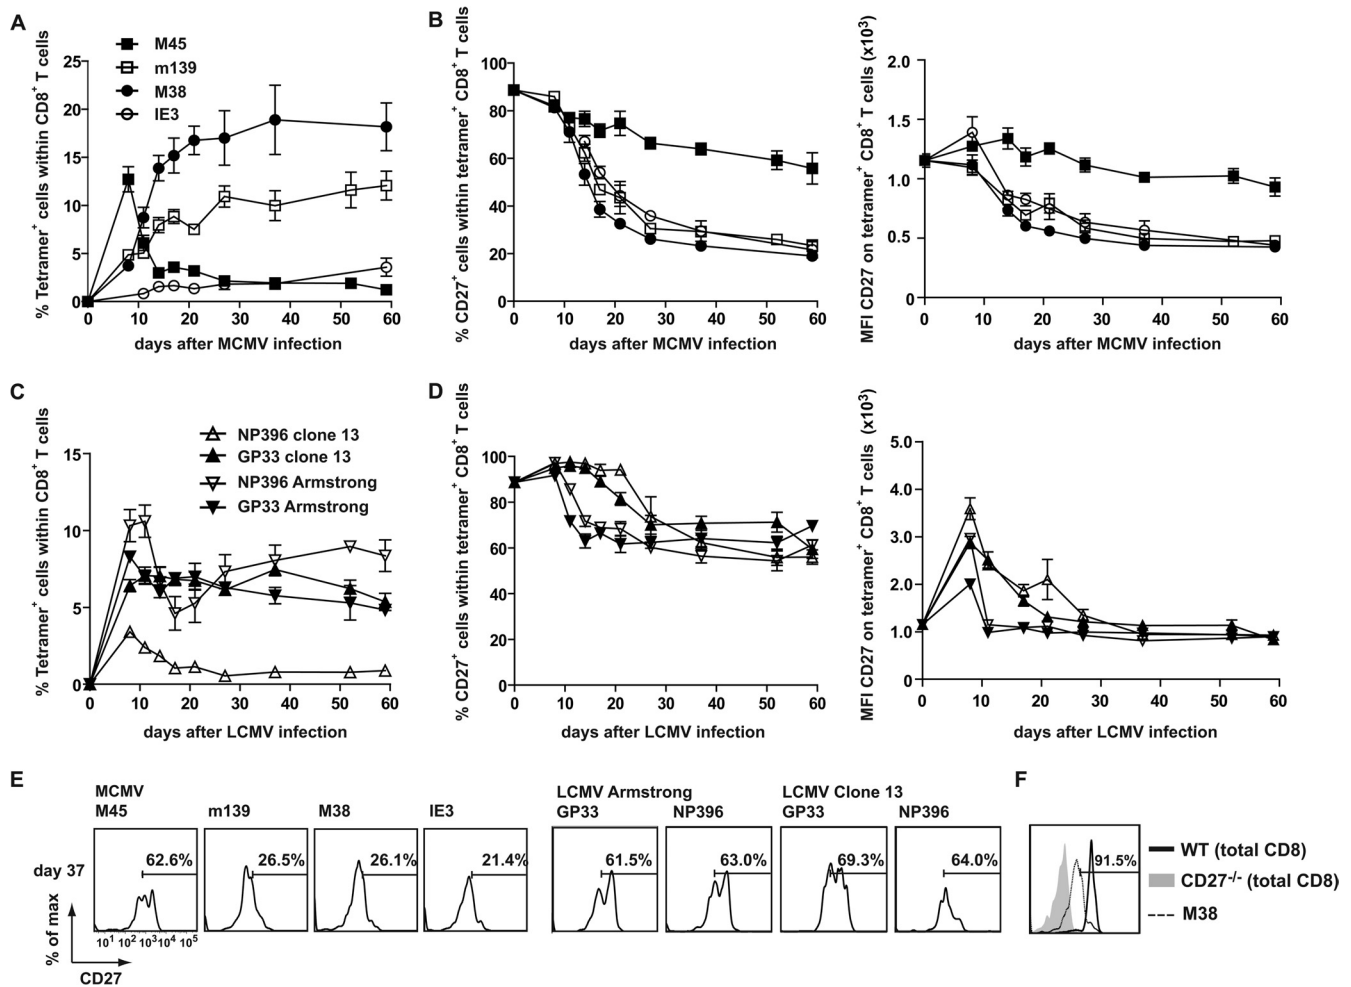 A
M45
m139
M38
IE3
% Tetramer⁺ cells within CD8⁺ T cells
25
20
15
10
5
0
0 10 20 30 40 50 60
days after MCMV infection
B
% CD27⁺ cells within tetramer⁺ CD8⁺ T cells
100
80
60
40
20
0
0 10 20 30 40 50 60
days after MCMV infection
MFI CD27 on tetramer⁺ CD8⁺ T cells (x10³)
2.0
1.5
1.0
0.5
0
0 10 20 30 40 50 60
days after MCMV infection
C
NP396 clone 13
GP33 clone 13
NP396 Armstrong
GP33 Armstrong
% Tetramer⁺ cells within CD8⁺ T cells
15
10
5
0
0 10 20 30 40 50 60
days after LCMV infection
D
% CD27⁺ cells within tetramer⁺ CD8⁺ T cells
100
80
60
40
20
0
0 10 20 30 40 50 60
days after LCMV infection
MFI CD27 on tetramer⁺ CD8⁺ T cells (x10³)
5.0
4.0
3.0
2.0
1.0
0
0 10 20 30 40 50 60
days after LCMV infection
E
MCMV
M45 m139 M38 IE3
LCMV Armstrong
GP33 NP396
LCMV Clone 13
GP33 NP396
day 37
62.6% 26.5% 26.1% 21.4% 61.5% 63.0% 69.3% 64.0%
10¹ 10² 10³ 10⁴ 10⁵
% of max
CD27
F
91.5%
WT (total CD8)
CD27⁻/⁻ (total CD8)
M38